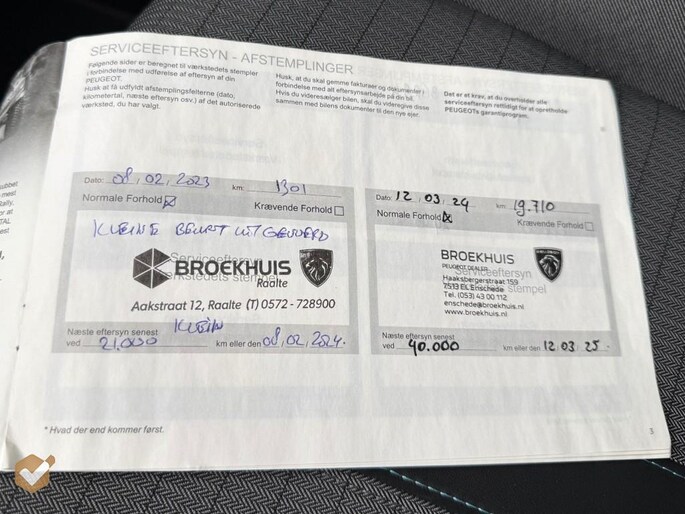 SERVICEEFTERSYN - AFSTEMPLINGER
Følgende sider er beregnet til værkstedets stempler
i forbindelse med udførelse af eftersyn af din
PEUGEOT.
Husk at få udfyldt afstemplingsfelterne (dato,
kilometertal, næste eftersyn osv.) af det autoriserede
værksted, du har valgt.
Husk, at du skal gemme fakturaer og dokumenter i
forbindelse med alt eftersynsarbejde på din bil.
Hvis du videresælger bilen, skal du videregive disse
sammen med bilens dokumenter til den nye ejer.
Det er et krav, at du overholder alle
serviceeftersyn rettidigt for at opretholde
PEUGEOTs garantiprogram.
Dato: 08, 02, 2023 km: 1301
Normale Forhold
Krævende Forhold
KLEINE BEURT UITGEVOERD
Serviceeftersyn
BROEKHUIS
Raalte
Værkstedets stempel
Aakstraat 12, Raalte (T) 0572 - 728900
KLEIN
Næste eftersyn senest
ved 21.000 km eller den 08, 02, 2024.
Dato: 12 03 24 km: 19.710
Normale Forhold
Krævende Forhold
BROEKHUIS
PEUGEOT DEALER
Serviceeftersyn
Haaksbergerstraat 159
7513 EL Enschede
stempel
Tel. (053) 43 00 112
enschede@broekhuis.nl
www.broekhuis.nl
Næste eftersyn senest
ved 40.000 km eller den 12.03.25.
* Hvad der end kommer først.
3